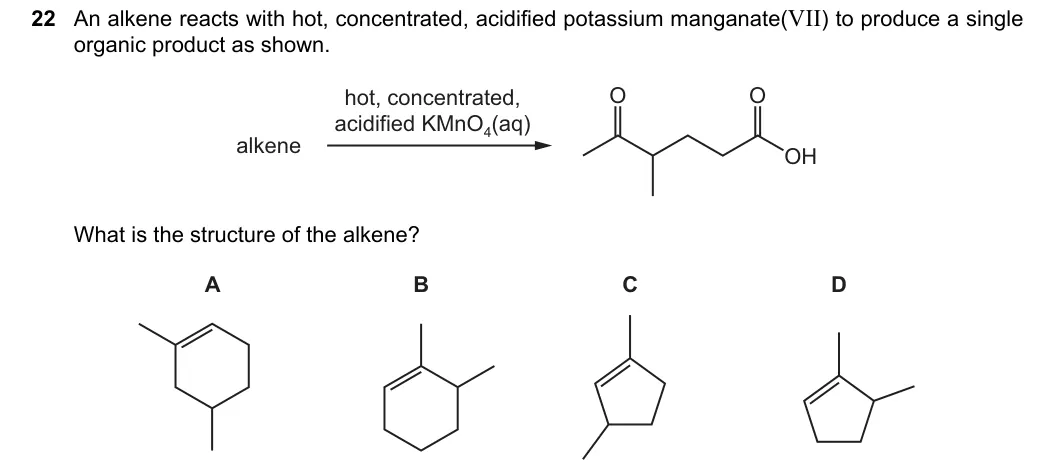 22 An alkene reacts with hot, concentrated, acidified potassium manganate(VII) to produce a single
organic product as shown.
hot, concentrated,
acidified KMnO₄(aq)
alkene
O
O
OH
What is the structure of the alkene?
A B C D